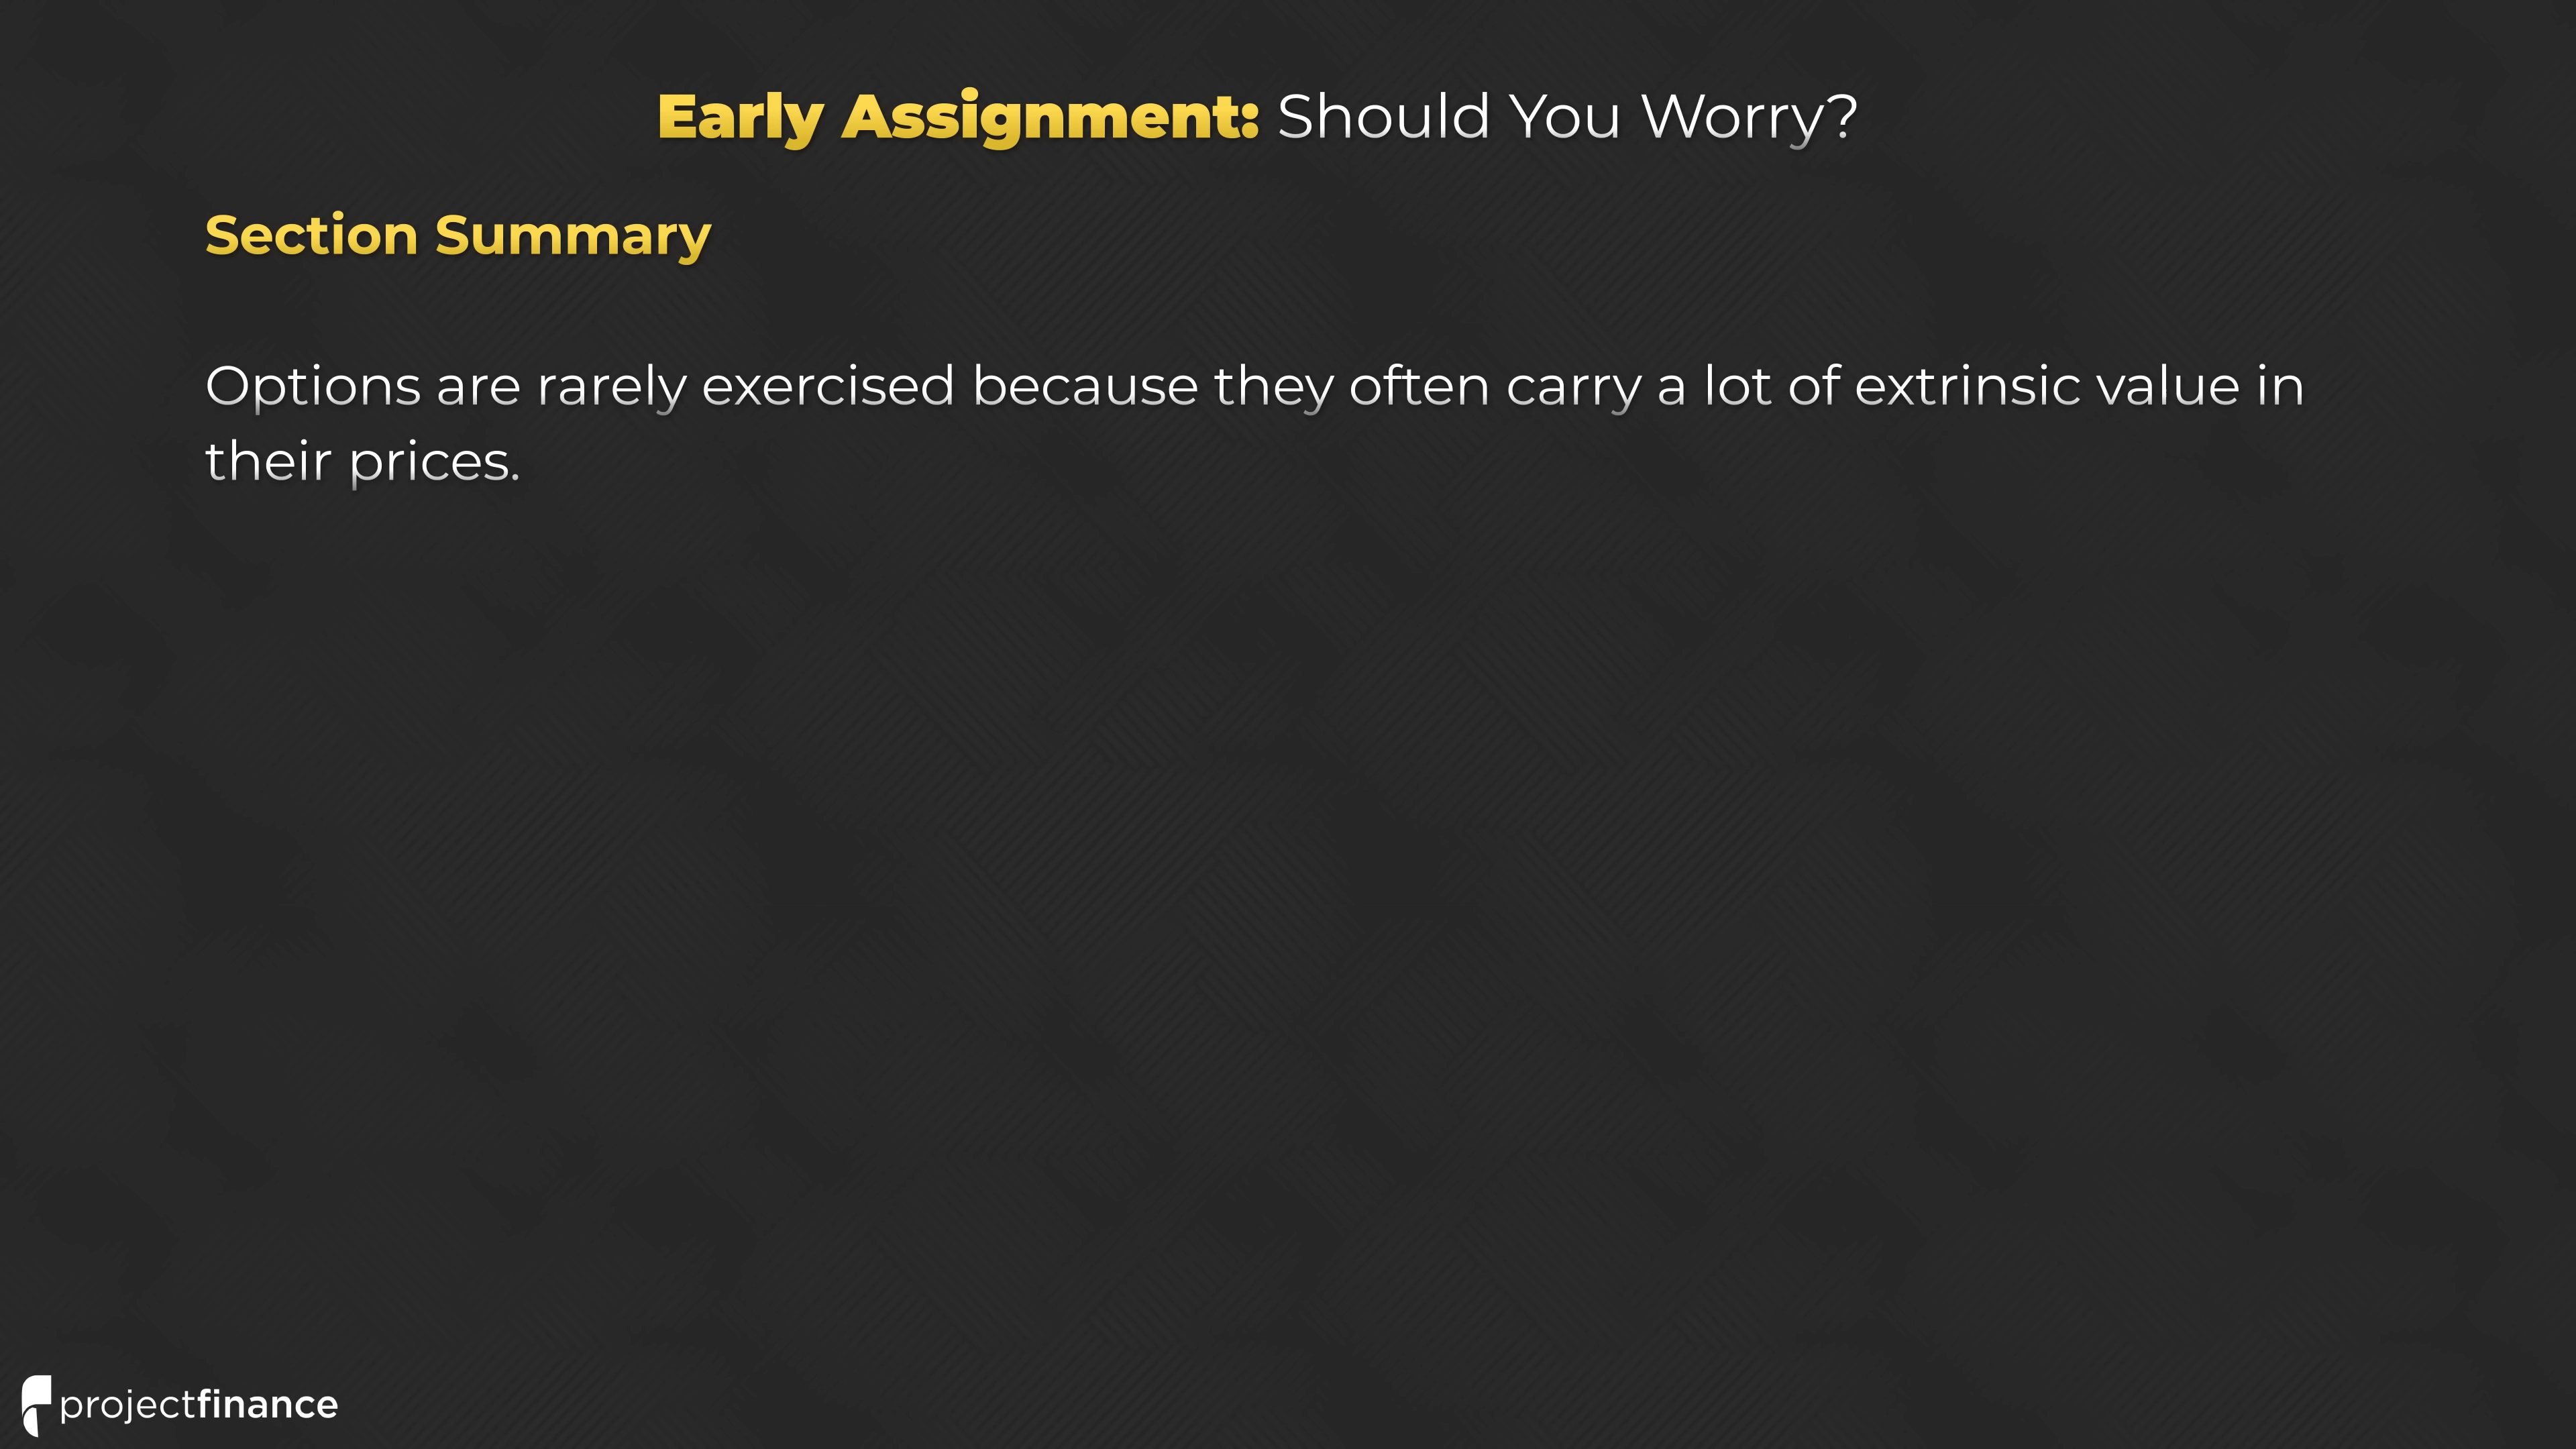 Early Assignment: Should You Worry?
Section Summary
Options are rarely exercised because they often carry a lot of extrinsic value in
their prices.
projectfinance